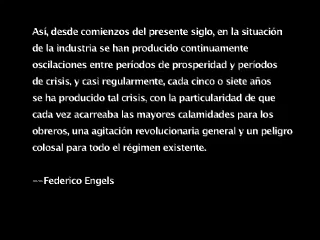 Así, desde comienzos del presente siglo, en la situación
de la industria se han producido continuamente
oscilaciones entre períodos de prosperidad y períodos
de crisis, y casi regularmente, cada cinco o siete años
se ha producido tal crisis, con la particularidad de que
cada vez acarreaba las mayores calamidades para los
obreros, una agitación revolucionaria general y un peligro
colosal para todo el régimen existente.
--Federico Engels